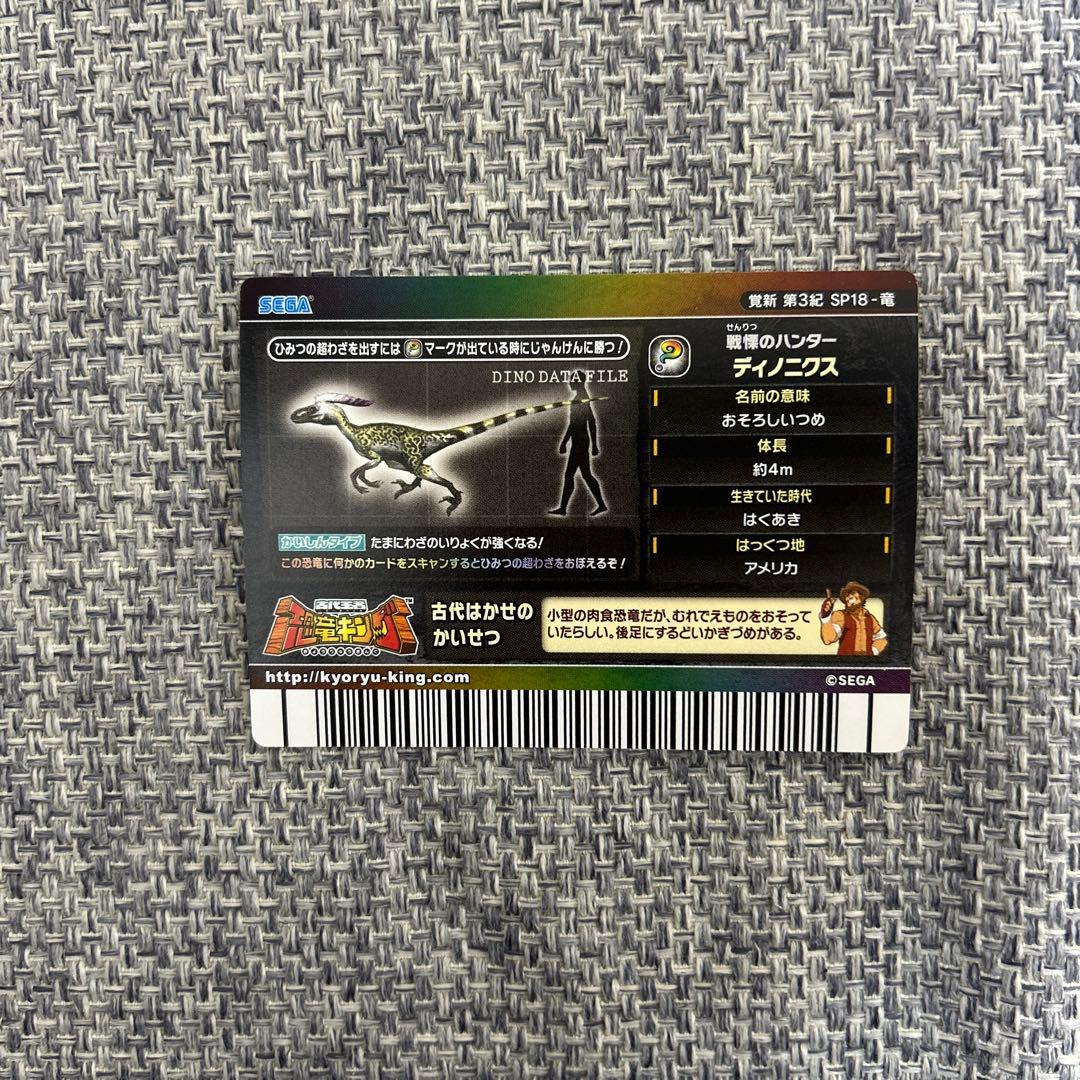 SEGA
覚新 第3紀 SP18-竜
ひみつの超わざを出すには マークが出ている時にじゃんけんに勝つ!
DINO DATA FILE
せんりつ
戦慄のハンター
ディノニクス
名前の意味
おそろしいつめ
体長
約4m
生きていた時代
はくあき
はっくつ地
アメリカ
かいしんタイプ たまにわざのいりょくが強くなる!
この恐竜に何かのカードをスキャンするとひみつの超わざをおぼえるぞ!
古代王者
恐竜キング
古代はかせの
かいせつ
小型の肉食恐竜だが、むれでえものをおそって
いたらしい。後足にするどいかぎづめがある。
http://kyoryu-king.com
©SEGA